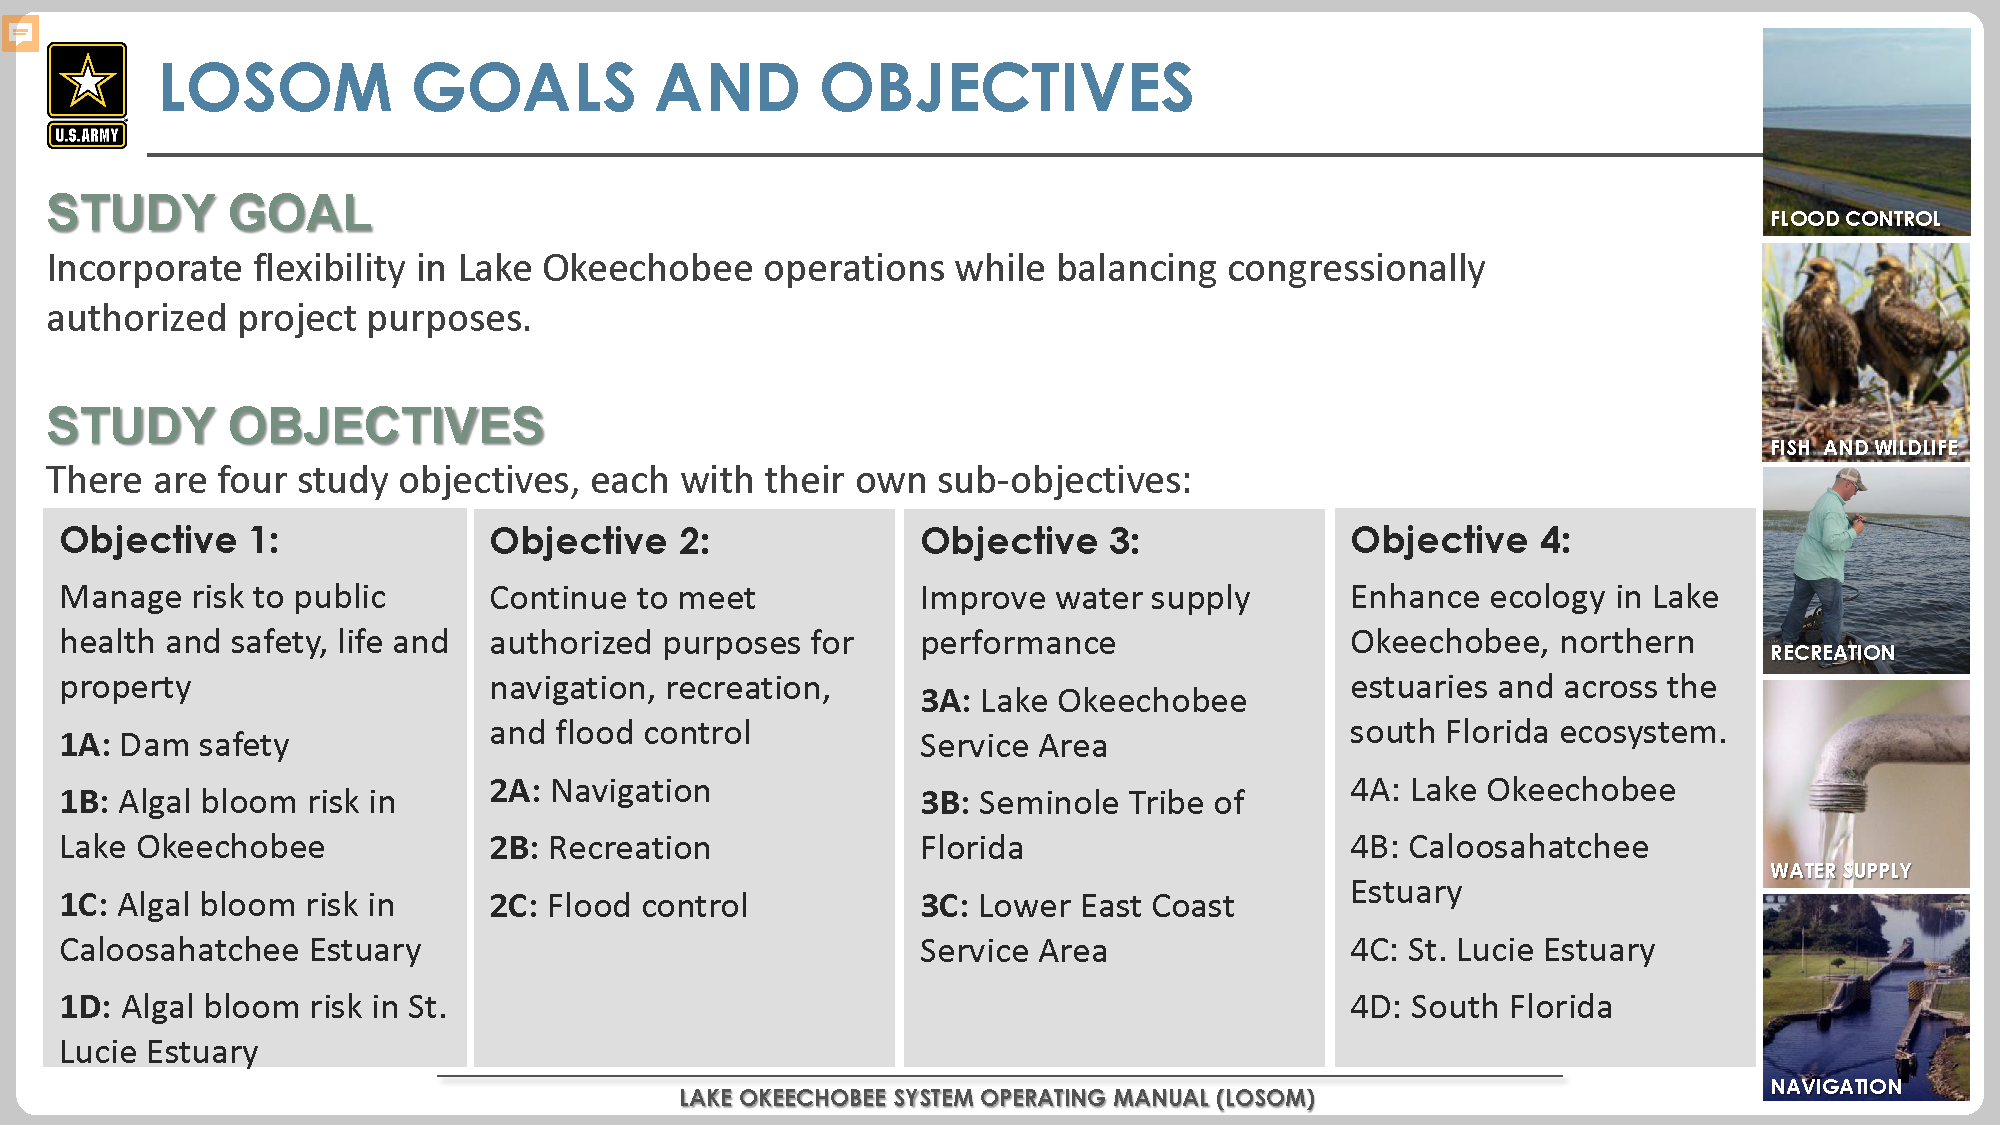 LOSOM GOALS AND OBJECTIVES
U.S.ARMY
STUDY GOAL
Incorporate flexibility in Lake Okeechobee operations while balancing congressionally
authorized project purposes.
STUDY OBJECTIVES
There are four study objectives, each with their own sub-objectives:
Objective 1:
Manage risk to public
health and safety, life and
property
1A: Dam safety
1B: Algal bloom risk in
Lake Okeechobee
1C: Algal bloom risk in
Caloosahatchee Estuary
1D: Algal bloom risk in St.
Lucie Estuary
Objective 2:
Continue to meet
authorized purposes for
navigation, recreation,
and flood control
2A: Navigation
2B: Recreation
2C: Flood control
Objective 3:
Improve water supply
performance
3A: Lake Okeechobee
Service Area
3B: Seminole Tribe of
Florida
3C: Lower East Coast
Service Area
Objective 4:
Enhance ecology in Lake
Okeechobee, northern
estuaries and across the
south Florida ecosystem.
4A: Lake Okeechobee
4B: Caloosahatchee
Estuary
4C: St. Lucie Estuary
4D: South Florida
FLOOD CONTROL
FISH AND WILDLIFE
RECREATION
WATER SUPPLY
NAVIGATION
LAKE OKEECHOBEE SYSTEM OPERATING MANUAL (LOSOM)